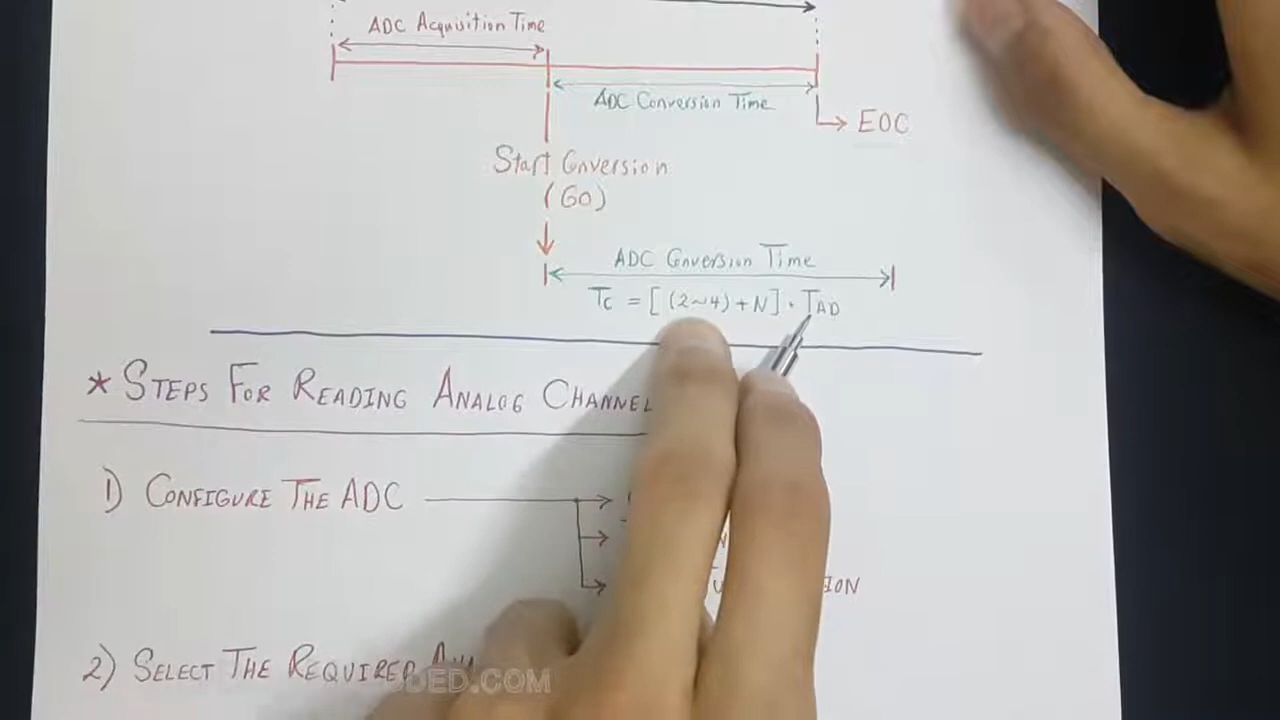 ADC Acquisition Time
ADC Conversion Time
EOC
Start Conversion
(GO)
ADC Conversion Time
Tc = [(2~4)+N] · TAD
* STEPS FOR READING ANALOG CHANNEL
1) CONFIGURE THE ADC
2) SELECT THE REQUIRED